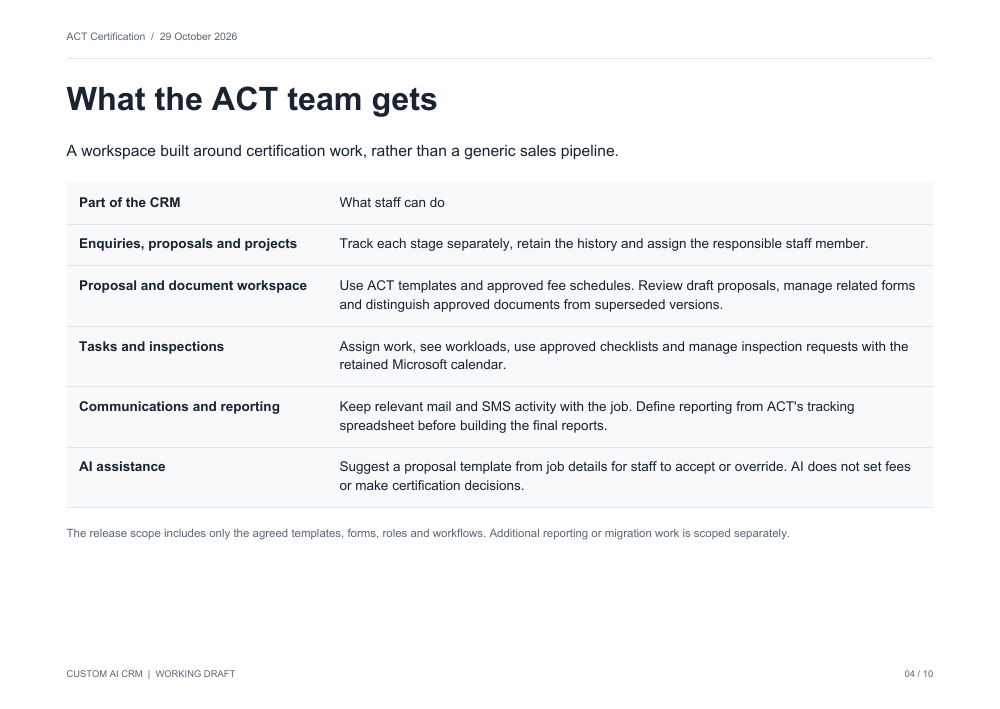 ACT Certification / 29 October 2026
What the ACT team gets
A workspace built around certification work, rather than a generic sales pipeline.
Part of the CRM What staff can do
Enquiries, proposals and projects Track each stage separately, retain the history and assign the responsible staff member.
Proposal and document workspace Use ACT templates and approved fee schedules. Review draft proposals, manage related forms
and distinguish approved documents from superseded versions.
Tasks and inspections Assign work, see workloads, use approved checklists and manage inspection requests with the
retained Microsoft calendar.
Communications and reporting Keep relevant mail and SMS activity with the job. Define reporting from ACT's tracking
spreadsheet before building the final reports.
AI assistance Suggest a proposal template from job details for staff to accept or override. AI does not set fees
or make certification decisions.
The release scope includes only the agreed templates, forms, roles and workflows. Additional reporting or migration work is scoped separately.
CUSTOM AI CRM | WORKING DRAFT 04 / 10